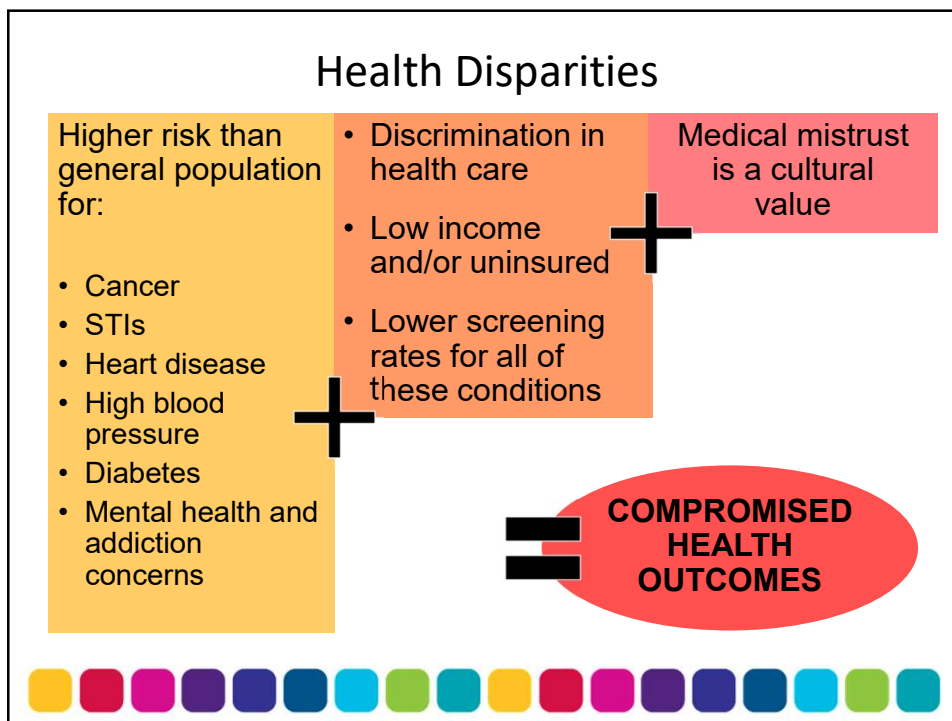 Health Disparities
Higher risk than
general population
for:
• Cancer
• STIs
• Heart disease
• High blood
pressure
• Diabetes
• Mental health and
addiction
concerns
• Discrimination in
health care
• Low income
and/or uninsured
• Lower screening
rates for all of
these conditions
Medical mistrust
is a cultural
value
COMPROMISED
HEALTH
OUTCOMES